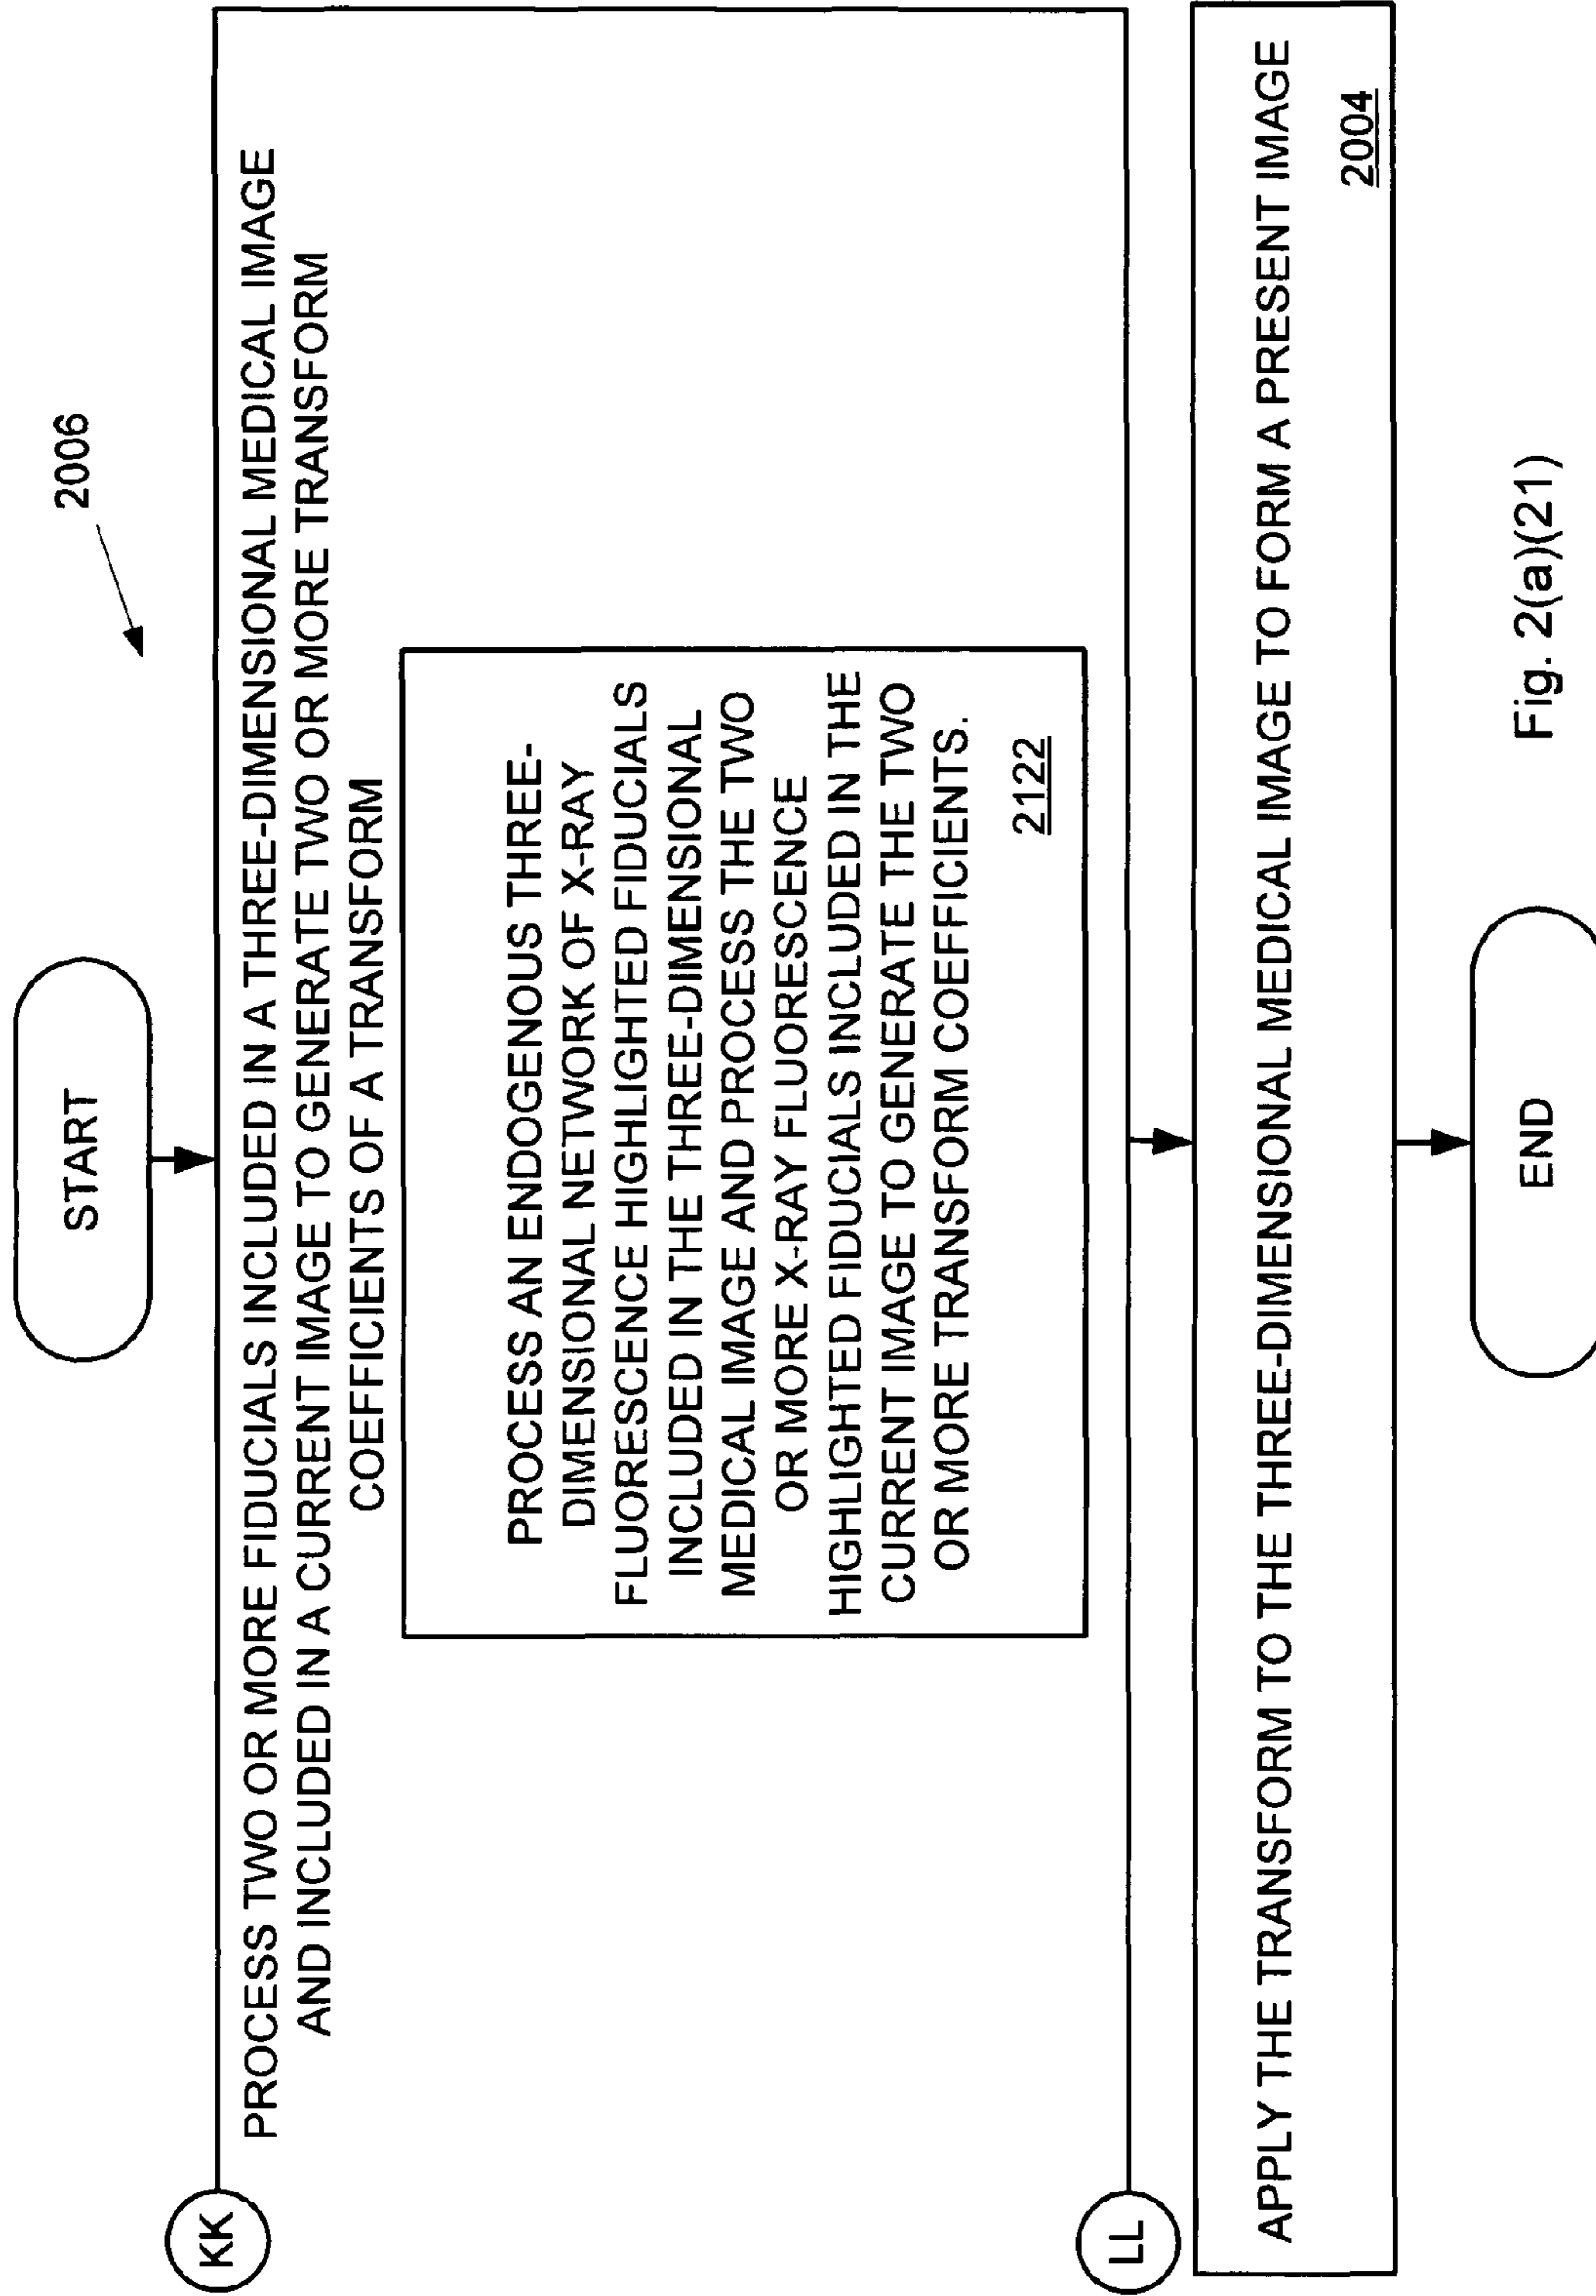 2006
START
KK
PROCESS TWO OR MORE FIDUCIALS INCLUDED IN A THREE-DIMENSIONAL MEDICAL IMAGE
AND INCLUDED IN A CURRENT IMAGE TO GENERATE TWO OR MORE TRANSFORM
COEFFICIENTS OF A TRANSFORM
PROCESS AN ENDOGENOUS THREE-
DIMENSIONAL NETWORK OF X-RAY
FLUORESCENCE HIGHLIGHTED FIDUCIALS
INCLUDED IN THE THREE-DIMENSIONAL
MEDICAL IMAGE AND PROCESS THE TWO
OR MORE X-RAY FLUORESCENCE
HIGHLIGHTED FIDUCIALS INCLUDED IN THE
CURRENT IMAGE TO GENERATE THE TWO
OR MORE TRANSFORM COEFFICIENTS.
2122
LL
APPLY THE TRANSFORM TO THE THREE-DIMENSIONAL MEDICAL IMAGE TO FORM A PRESENT IMAGE
2004
END
Fig. 2(a)(21)